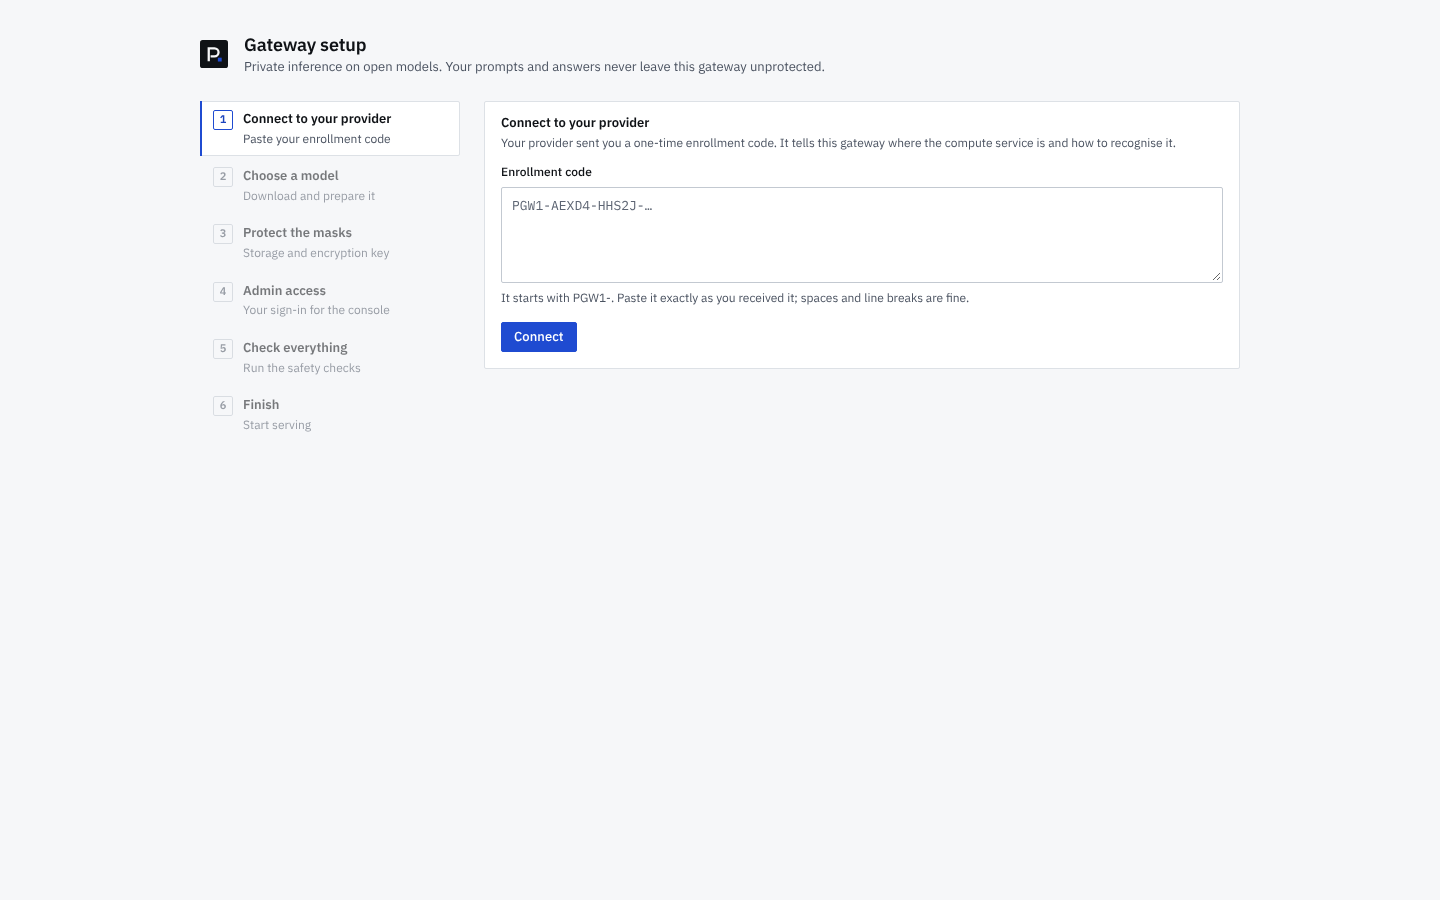 P.
Gateway setup
Private inference on open models. Your prompts and answers never leave this gateway unprotected.
1
Connect to your provider
Paste your enrollment code
2
Choose a model
Download and prepare it
3
Protect the masks
Storage and encryption key
4
Admin access
Your sign-in for the console
5
Check everything
Run the safety checks
6
Finish
Start serving
Connect to your provider
Your provider sent you a one-time enrollment code. It tells this gateway where the compute service is and how to recognise it.
Enrollment code
PGW1-AEXD4-HHS2J-…
It starts with PGW1-. Paste it exactly as you received it; spaces and line breaks are fine.
Connect